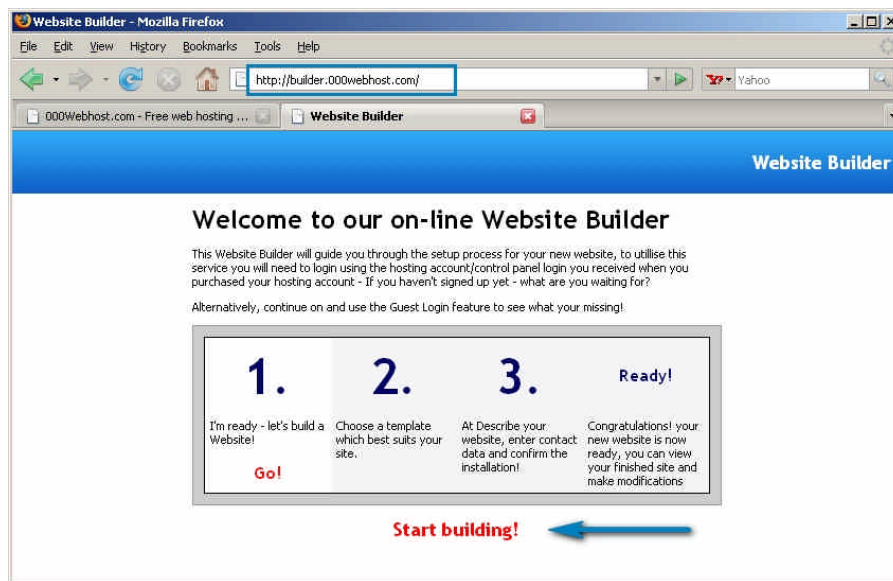 Website Builder - Mozilla Firefox
File Edit View History Bookmarks Tools Help
http://builder.000webhost.com/
Yahoo
000Webhost.com - Free web hosting ...
Website Builder
Website Builder
Welcome to our on-line Website Builder
This Website Builder will guide you through the setup process for your new website, to utilise this
service you will need to login using the hosting account/control panel login you received when you
purchased your hosting account - If you haven't signed up yet - what are you waiting for?
Alternatively, continue on and use the Guest Login feature to see what your missing!
1.
I'm ready - let's build a
Website!
Go!
2.
Choose a template
which best suits your
site.
3.
At Describe your
website, enter contact
data and confirm the
installation!
Ready!
Congratulations! your
new website is now
ready, you can view
your finished site and
make modifications
Start building!